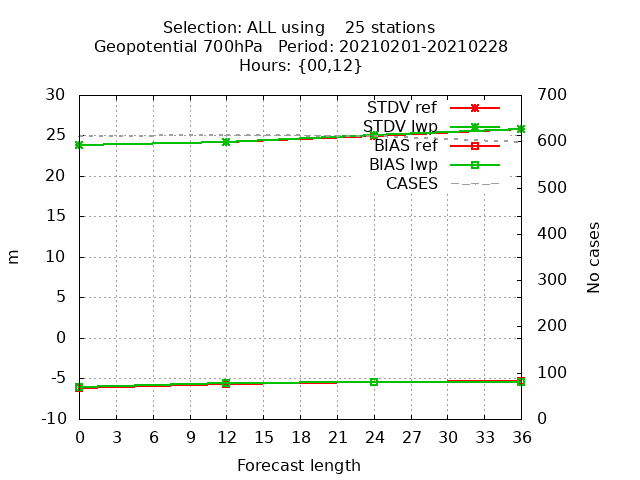 Selection: ALL using    25 stations
Geopotential 700hPa   Period: 20210201-20210228
Hours: {00,12}
30 700
STDV ref
STDV lwp
25 600
BIAS ref
BIAS lwp
20 500
CASES
15 400
10 300
5 200
0
-5 100
-10 0
m
No cases
0 3 6 9 12 15 18 21 24 27 30 33 36
Forecast length